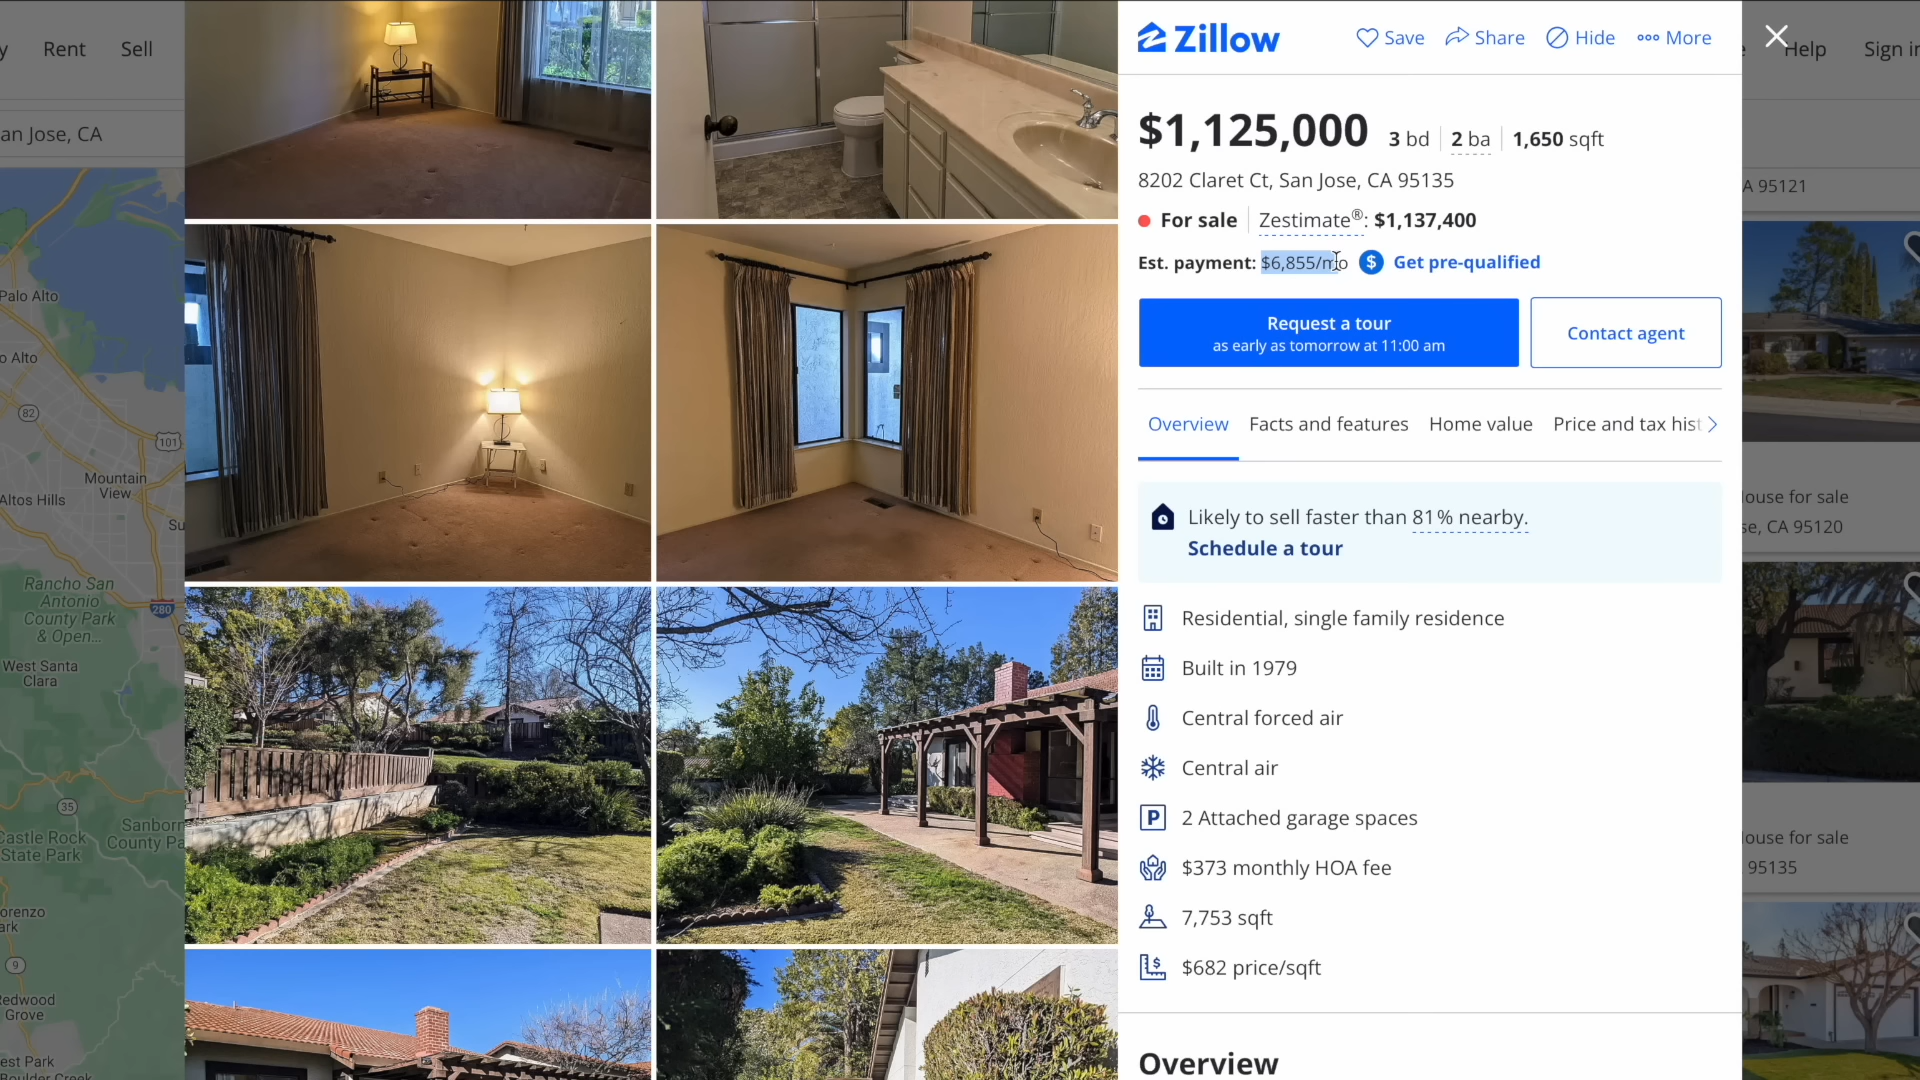 Rent
Sell
Help
an Jose, CA
Palo Alto
o Alto
82
101
Mountain
View
Altos Hills
Su
Rancho San
Antonio
County Park
& Open...
280
West Santa
Clara
35
Castle Rock
State Park
Sanborn
County Pa
9
Redwood
Grove
est Park
Zillow
Save
Share
Hide
More
$1,125,000 3 bd 2 ba 1,650 sqft
8202 Claret Ct, San Jose, CA 95135
For sale Zestimate®: $1,137,400
Est. payment: $6,855/mo $ Get pre-qualified
Request a tour
as early as tomorrow at 11:00 am
Contact agent
Overview Facts and features Home value Price and tax hist
Likely to sell faster than 81% nearby.
Schedule a tour
Residential, single family residence
Built in 1979
Central forced air
Central air
P 2 Attached garage spaces
$373 monthly HOA fee
7,753 sqft
$682 price/sqft
Overview
Sign in
A 95121
ouse for sale
se, CA 95120
ouse for sale
95135